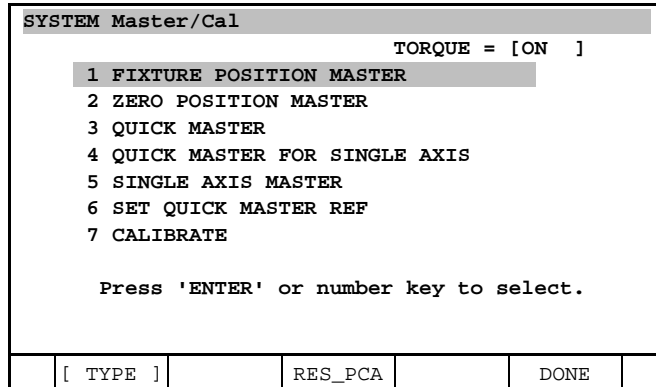 SYSTEM Master/Cal
TORQUE = [ON  ]
1 FIXTURE POSITION MASTER
2 ZERO POSITION MASTER
3 QUICK MASTER
4 QUICK MASTER FOR SINGLE AXIS
5 SINGLE AXIS MASTER
6 SET QUICK MASTER REF
7 CALIBRATE
Press 'ENTER' or number key to select.
[ TYPE ] RES_PCA DONE